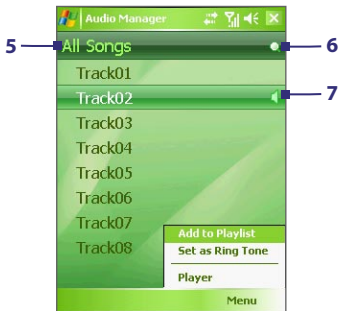 Audio Manager
5 All Songs 6
Track01
Track02 7
Track03
Track04
Track05
Track06
Track07
Track08
Add to Playlist
Set as Ring Tone
Player
Menu